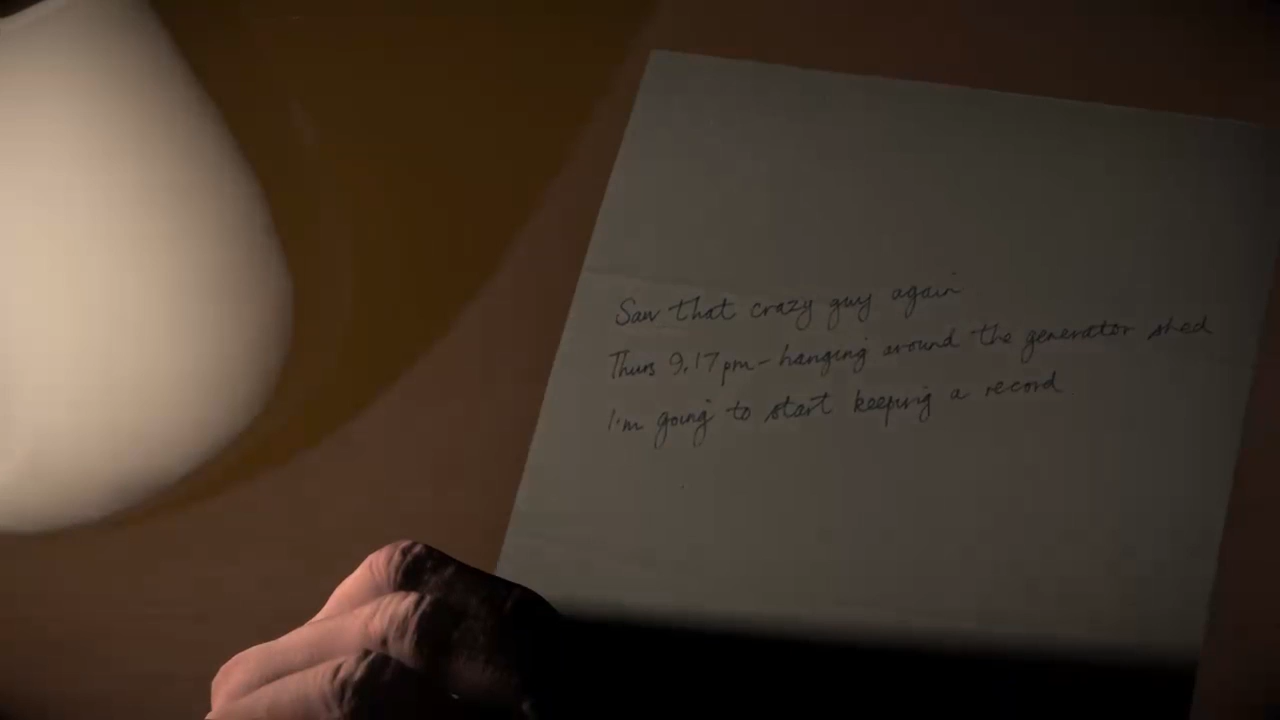 Saw that crazy guy again
Thurs 9.17pm - hanging around the generator shed
I'm going to start keeping a record